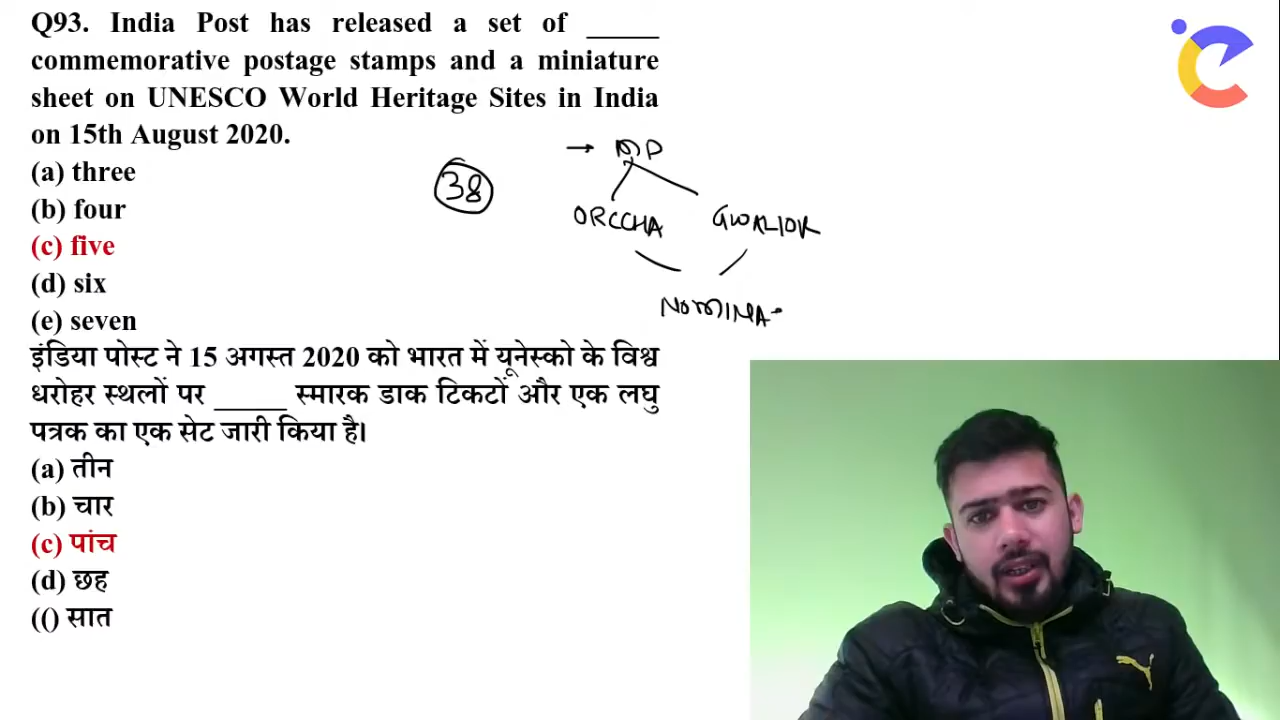 Q93. India Post has released a set of _____
commemorative postage stamps and a miniature
sheet on UNESCO World Heritage Sites in India
on 15th August 2020.
(a) three
(b) four
(c) five
(d) six
(e) seven
38
→ MP
ORCCHA GWALIOR
NOMINA-
इंडिया पोस्ट ने 15 अगस्त 2020 को भारत में यूनेस्को के विश्व
धरोहर स्थलों पर _____ स्मारक डाक टिकटों और एक लघु
पत्रक का एक सेट जारी किया है।
(a) तीन
(b) चार
(c) पांच
(d) छह
(() सात